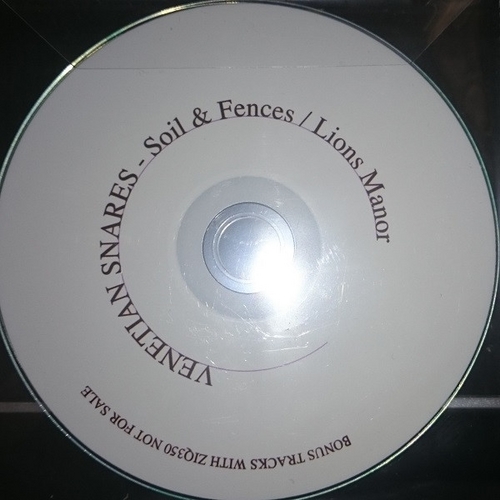 VENETIAN SNARES - Soil & Fences / Lions Manor
BONUS TRACKS WITH ZIQ350 NOT FOR SALE